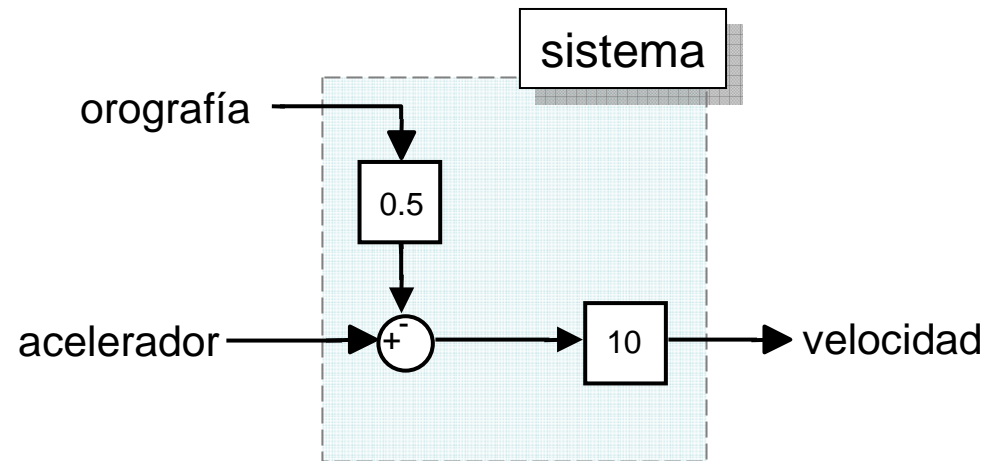 sistema
orografía
0.5
-
+
acelerador
10
velocidad